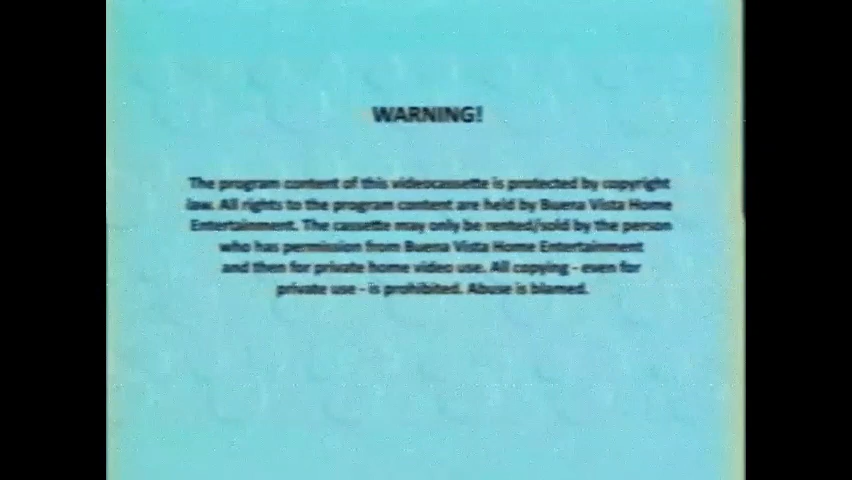 WARNING!
The program content of this videocassette is protected by copyright
law. All rights to the program content are held by Buena Vista Home
Entertainment. The cassette may only be rented/sold by the person
who has permission from Buena Vista Home Entertainment
and then for private home video use. All copying - even for
private use - is prohibited. Abuse is blamed.